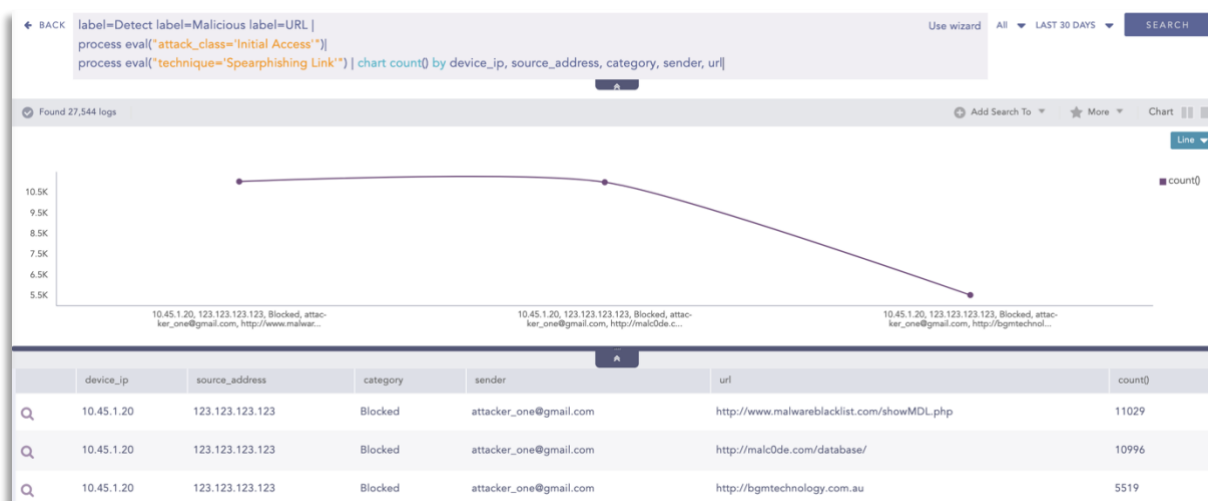 BACK
label=Detect label=Malicious label=URL |
process eval("attack_class='Initial Access'")|
process eval("technique='Spearphishing Link'") | chart count() by device_ip, source_address, category, sender, url|
Use wizard All LAST 30 DAYS SEARCH
Found 27,544 logs
Add Search To More Chart
Line
count()
10.5K
9.5K
8.5K
7.5K
6.5K
5.5K
10.45.1.20, 123.123.123.123, Blocked, attac-
ker_one@gmail.com, http://www.malwar...
10.45.1.20, 123.123.123.123, Blocked, attac-
ker_one@gmail.com, http://malc0de.c...
10.45.1.20, 123.123.123.123, Blocked, attac-
ker_one@gmail.com, http://bgmtechnol...
device_ip source_address category sender url count()
10.45.1.20 123.123.123.123 Blocked attacker_one@gmail.com http://www.malwareblacklist.com/showMDL.php 11029
10.45.1.20 123.123.123.123 Blocked attacker_one@gmail.com http://malc0de.com/database/ 10996
10.45.1.20 123.123.123.123 Blocked attacker_one@gmail.com http://bgmtechnology.com.au 5519